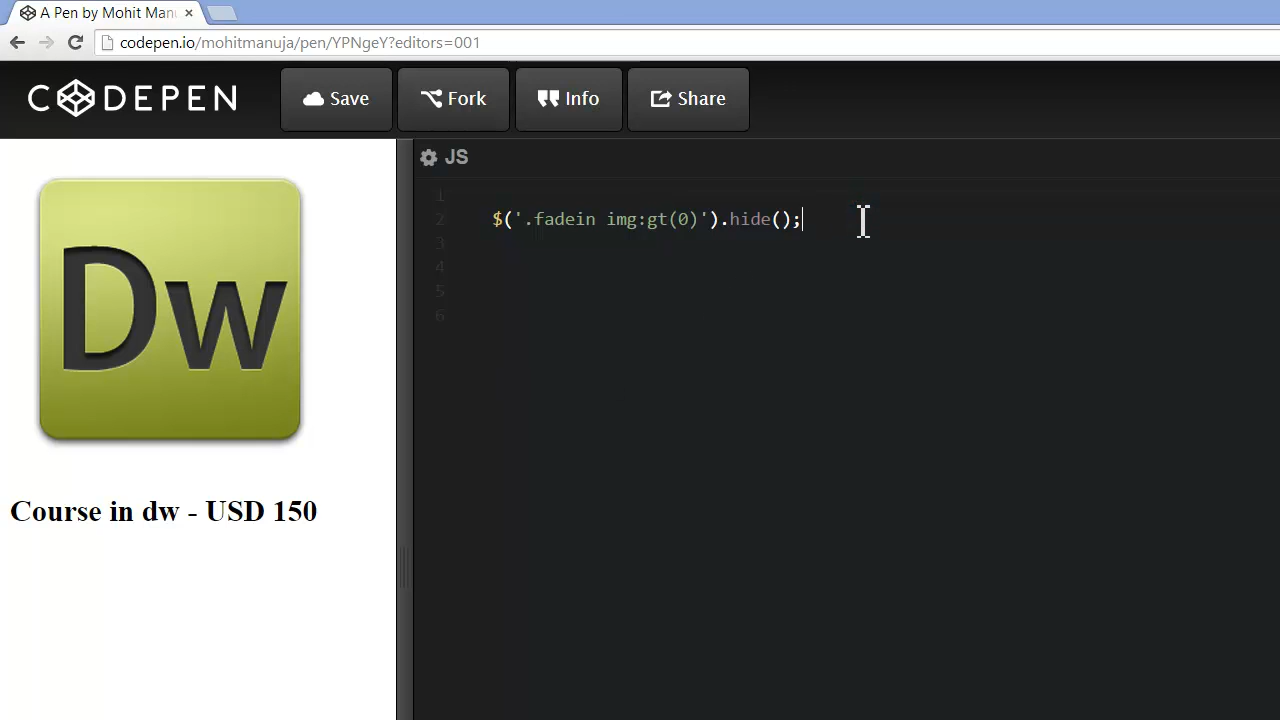 A Pen by Mohit Manu ×
codepen.io/mohitmanuja/pen/YPNgeY?editors=001
CODEPEN Save Fork Info Share
JS
1
2 $('.fadein img:gt(0)').hide();
3
4
5
6
Dw
Course in dw - USD 150